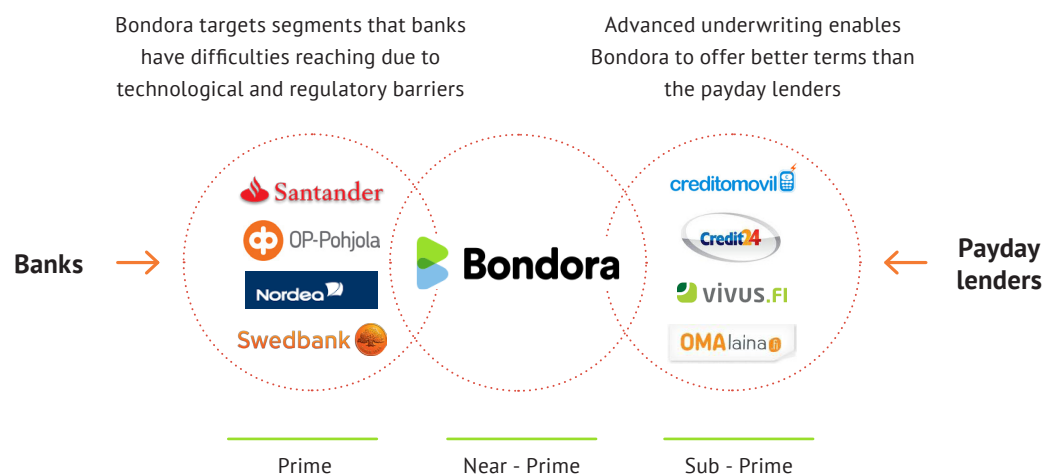 Bondora targets segments that banks
have difficulties reaching due to
technological and regulatory barriers
Advanced underwriting enables
Bondora to offer better terms than
the payday lenders
Banks
Santander
OP-Pohjola
Nordea
Swedbank
Bondora
creditomovil
Credit24
vivus.FI
OMAlaina fi
Payday
lenders
Prime
Near - Prime
Sub - Prime